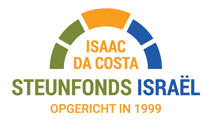 ISAAC
DA COSTA
STEUNFONDS ISRAËL
OPGERICHT IN 1999